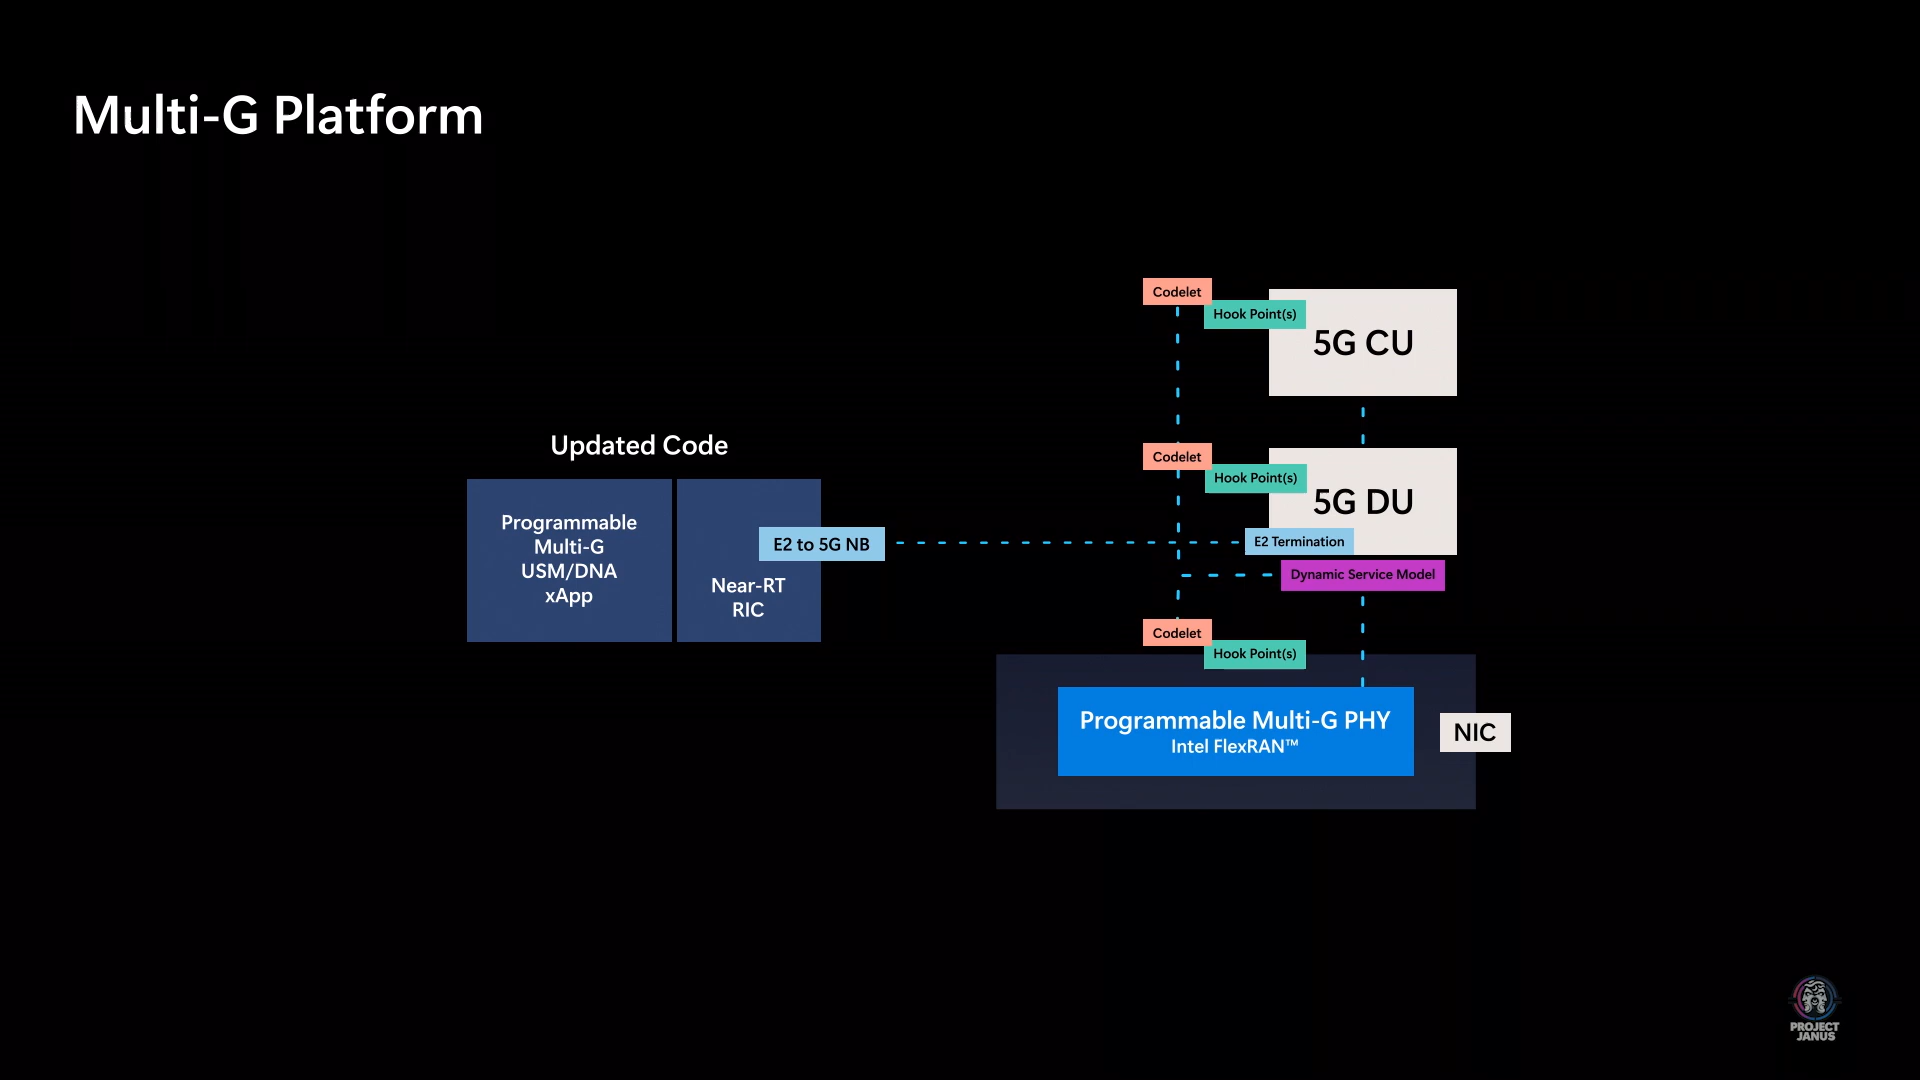 Multi-G Platform
Codelet
Hook Point(s)
5G CU
Updated Code
Codelet
Hook Point(s)
5G DU
Programmable
Multi-G
USM/DNA
xApp
E2 to 5G NB
Near-RT
RIC
E2 Termination
Dynamic Service Model
Codelet
Hook Point(s)
Programmable Multi-G PHY
Intel FlexRAN™
NIC
PROJECT
JANUS